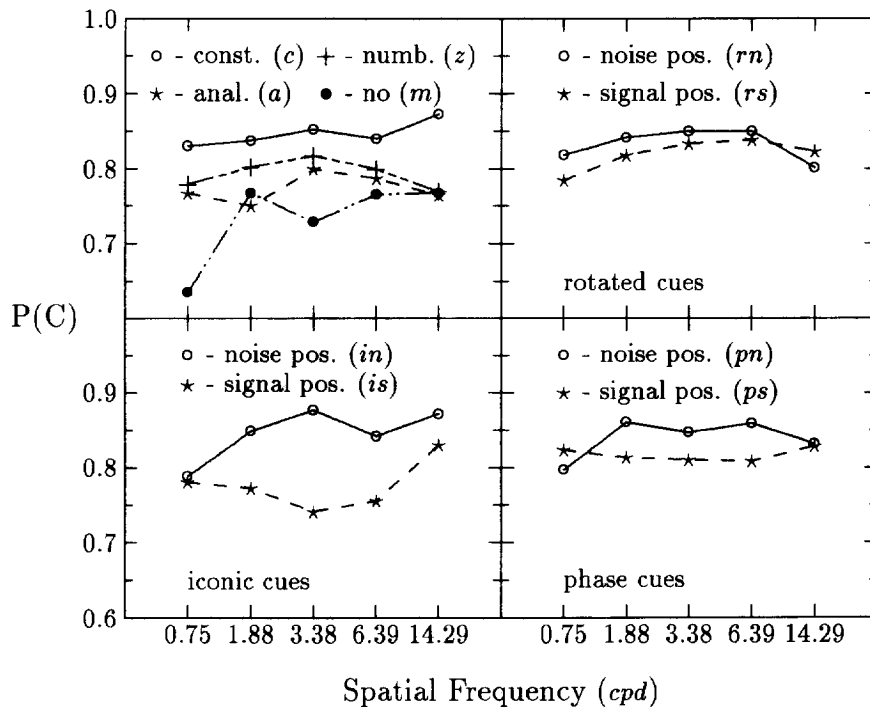 1.0
0.9
0.8
0.7
P(C)
0.9
0.8
0.7
0.6
o - const. (c) + - numb. (z)
★ - anal. (a) ● - no (m)
o - noise pos. (rn)
★ - signal pos. (rs)
rotated cues
o - noise pos. (in)
★ - signal pos. (is)
iconic cues
o - noise pos. (pn)
★ - signal pos. (ps)
phase cues
0.75 1.88 3.38 6.39 14.29
0.75 1.88 3.38 6.39 14.29
Spatial Frequency (cpd)